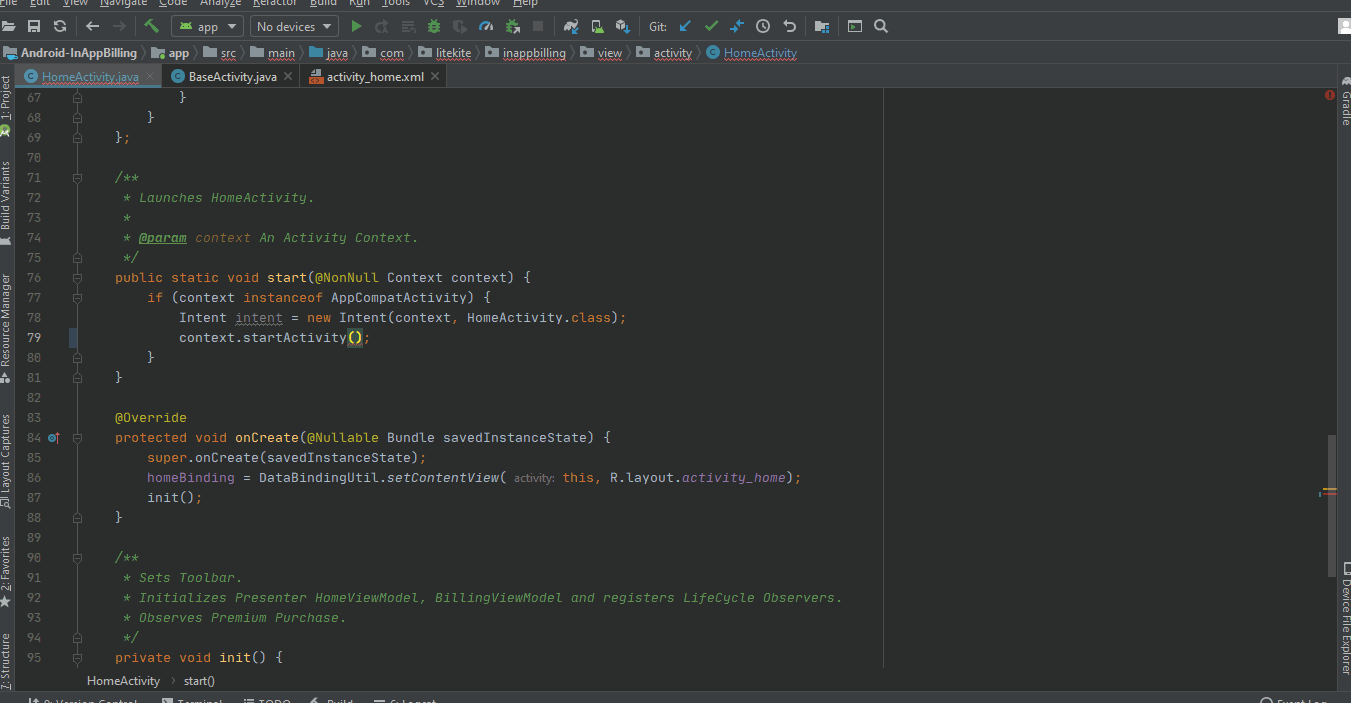 File Edit View Navigate Code Analyze Refactor Build Run Tools VCS Window Help
app No devices Git:
Android-InAppBilling app src main java com litekite inappbilling view activity HomeActivity
HomeActivity.java BaseActivity.java activity_home.xml
1: Project
Build Variants
Resource Manager
Layout Captures
2: Favorites
7: Structure
67 }
68 }
69 };
70
71 /**
72 * Launches HomeActivity.
73 *
74 * @param context An Activity Context.
75 */
76 public static void start(@NonNull Context context) {
77 if (context instanceof AppCompatActivity) {
78 Intent intent = new Intent(context, HomeActivity.class);
79 context.startActivity();
80 }
81 }
82
83 @Override
84 protected void onCreate(@Nullable Bundle savedInstanceState) {
85 super.onCreate(savedInstanceState);
86 homeBinding = DataBindingUtil.setContentView( activity: this, R.layout.activity_home);
87 init();
88 }
89
90 /**
91 * Sets Toolbar.
92 * Initializes Presenter HomeViewModel, BillingViewModel and registers LifeCycle Observers.
93 * Observes Premium Purchase.
94 */
95 private void init() {
Gradle
Device File Explorer
HomeActivity start()
9: Version Control Terminal TODO Build 6: Logcat Event Log